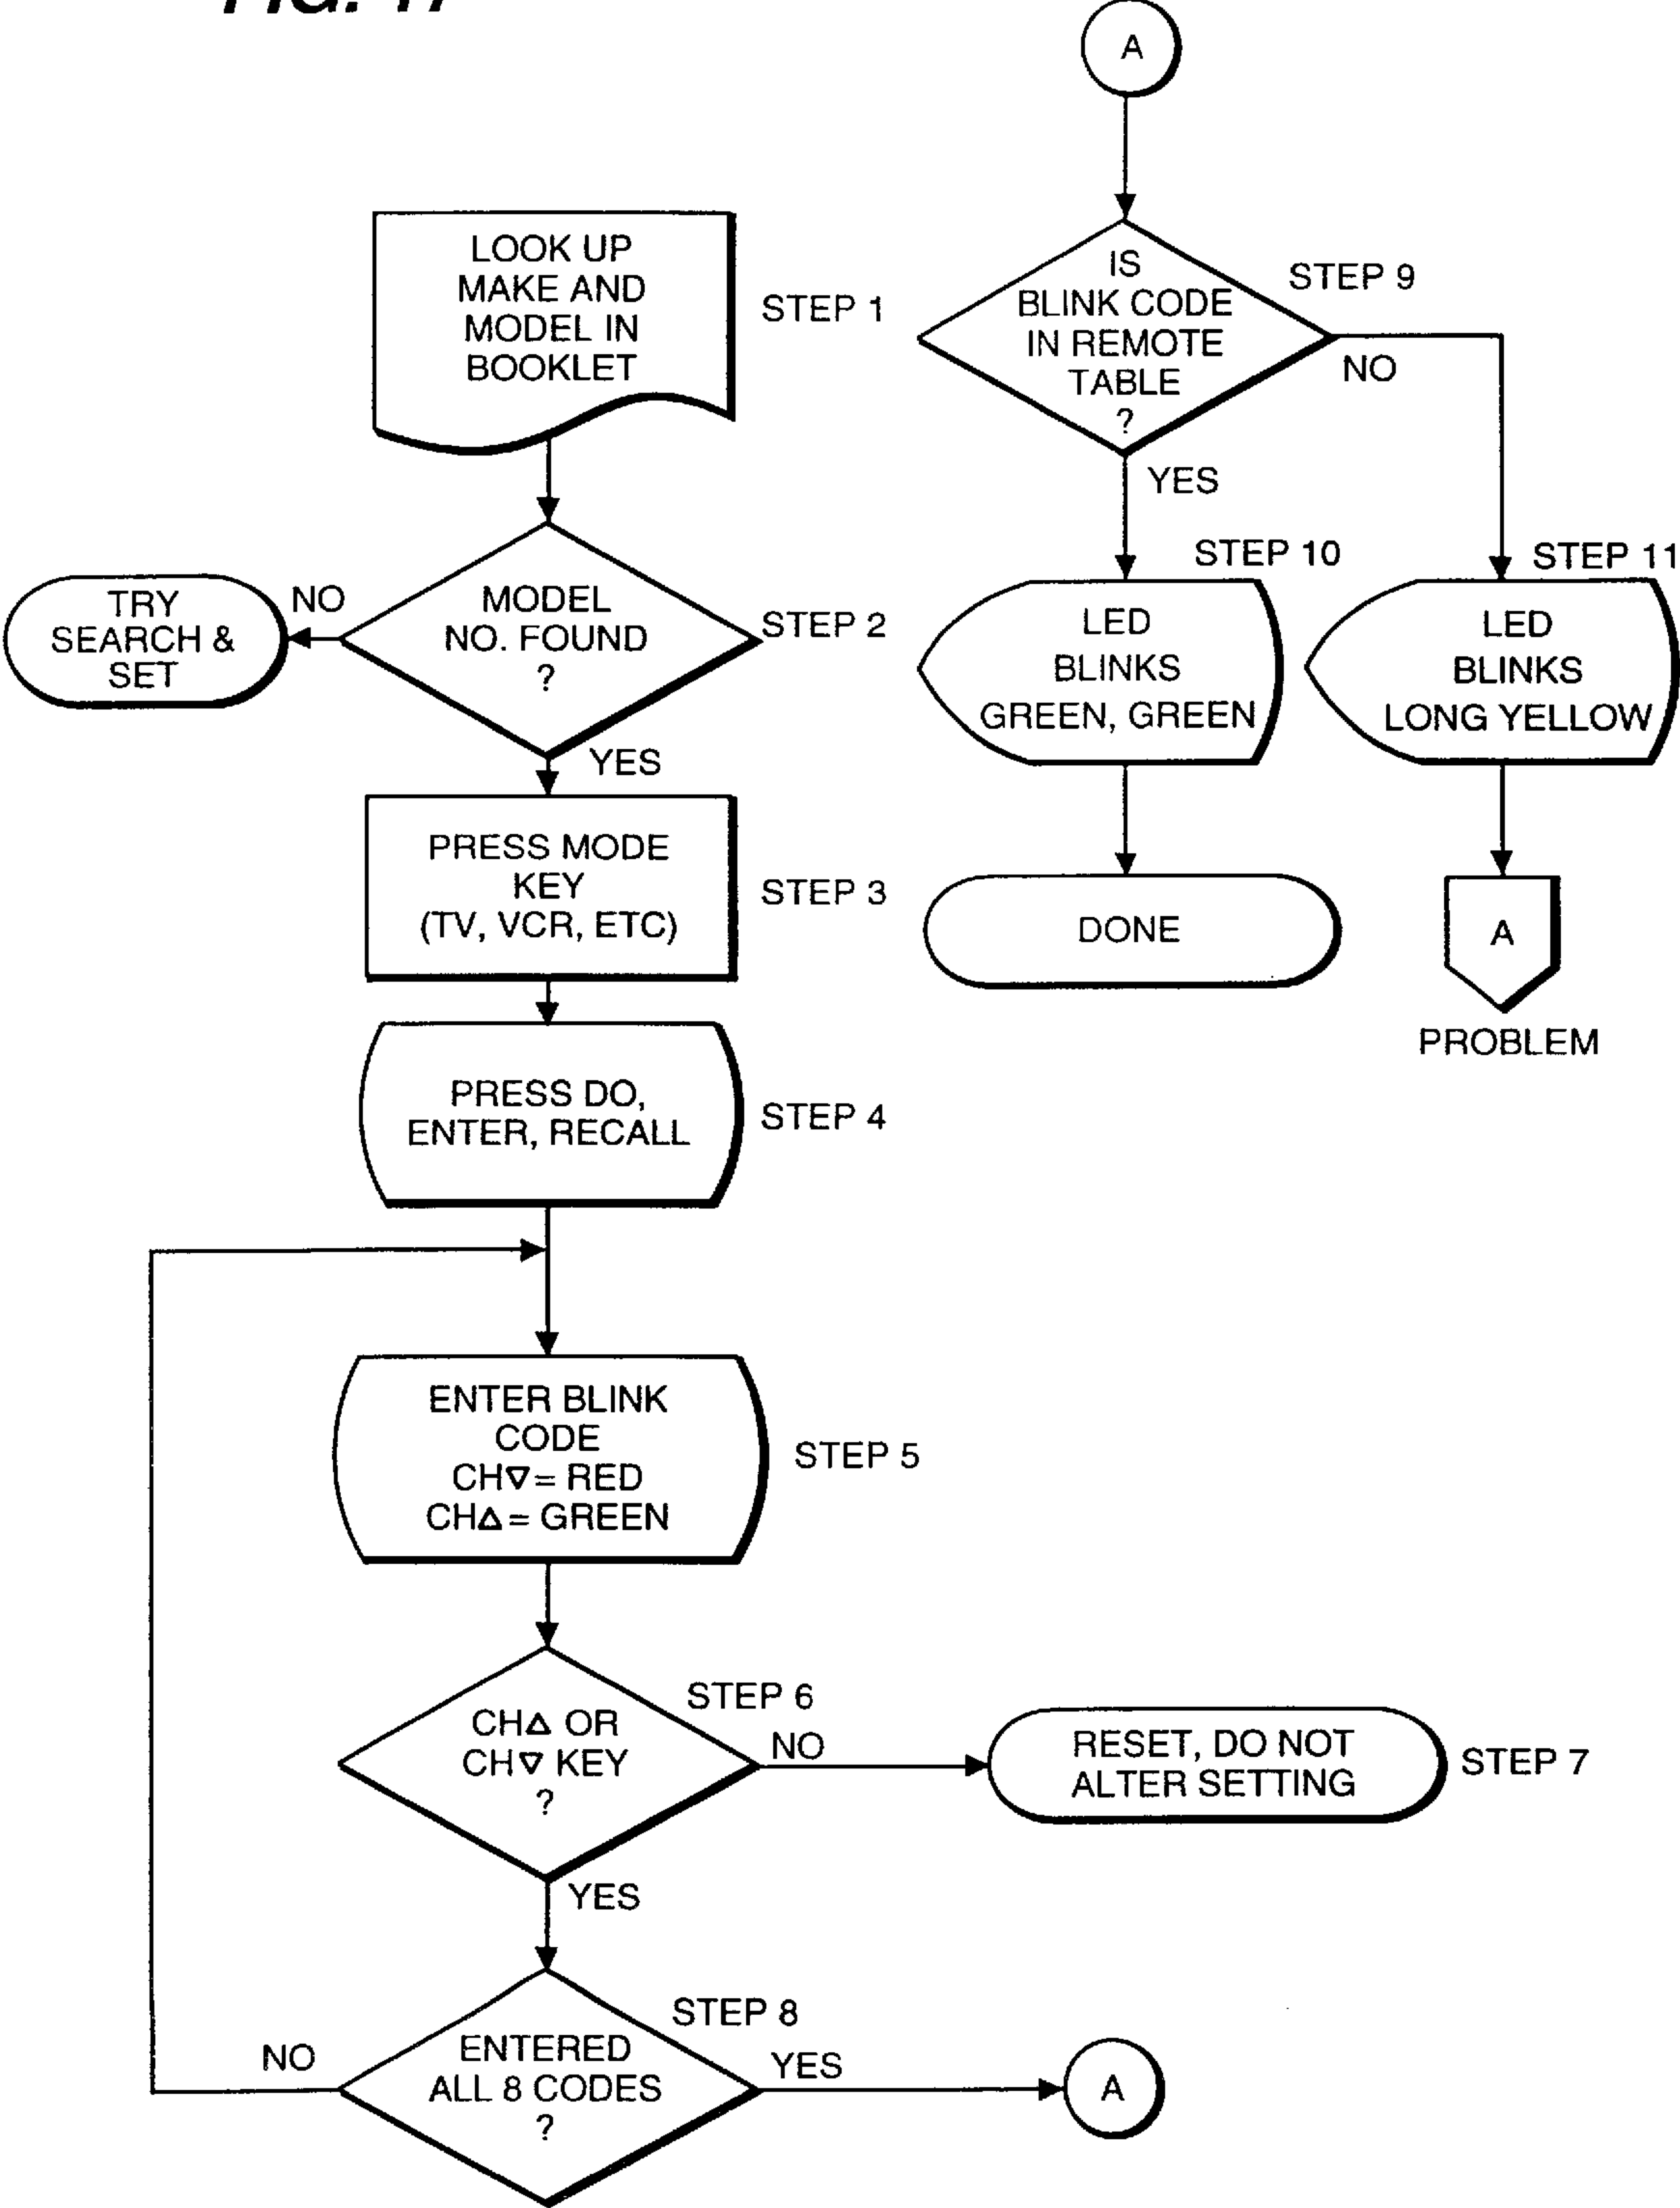 A
LOOK UP
MAKE AND
MODEL IN
BOOKLET
STEP 1
MODEL
NO. FOUND
?
STEP 2
NO
TRY
SEARCH &
SET
YES
PRESS MODE
KEY
(TV, VCR, ETC)
STEP 3
PRESS DO,
ENTER, RECALL
STEP 4
ENTER BLINK
CODE
CH▽= RED
CH△= GREEN
STEP 5
CH△ OR
CH▽ KEY
?
STEP 6
NO
RESET, DO NOT
ALTER SETTING
STEP 7
YES
ENTERED
ALL 8 CODES
?
STEP 8
NO
YES
A
IS
BLINK CODE
IN REMOTE
TABLE
?
STEP 9
NO
YES
STEP 10
LED
BLINKS
GREEN, GREEN
DONE
STEP 11
LED
BLINKS
LONG YELLOW
A
PROBLEM